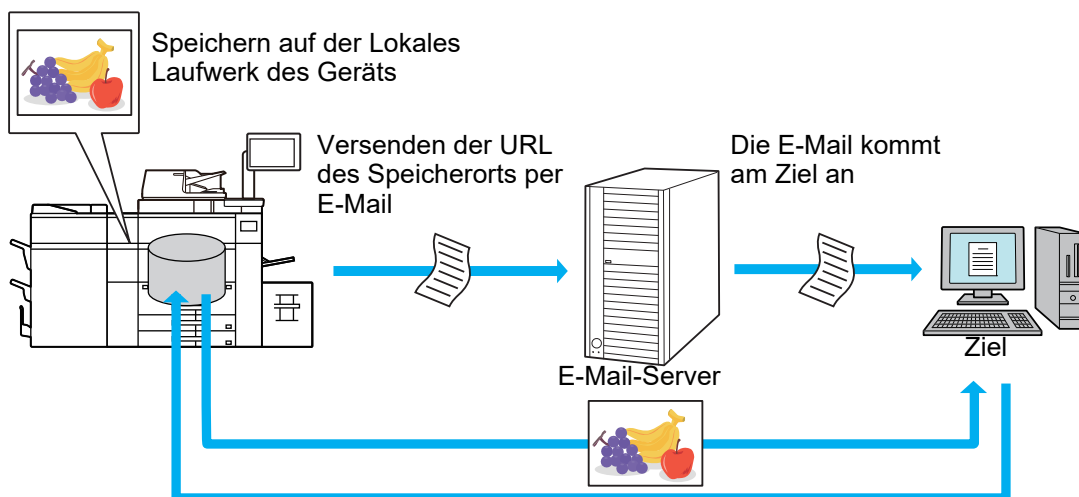 Speichern auf der Lokales
Laufwerk des Geräts
Versenden der URL
des Speicherorts per
E-Mail
Die E-Mail kommt
am Ziel an
E-Mail-Server
Ziel